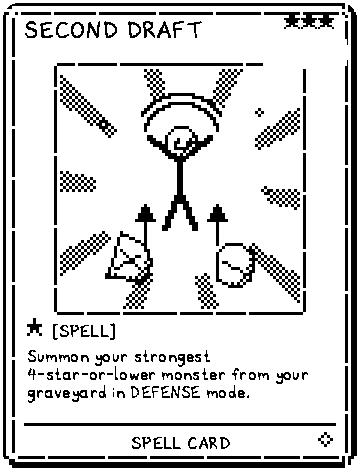 SECOND DRAFT
[SPELL]
Summon your strongest
4-star-or-lower monster from your
graveyard in DEFENSE mode.
SPELL CARD